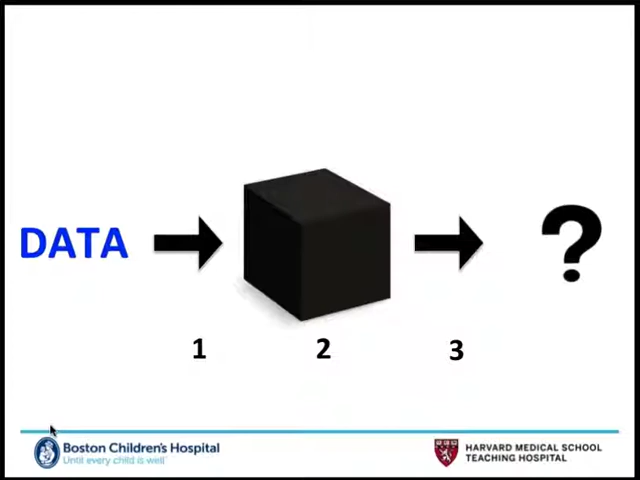 DATA
?
1
2
3
Boston Children's Hospital
Until every child is well
HARVARD MEDICAL SCHOOL
TEACHING HOSPITAL